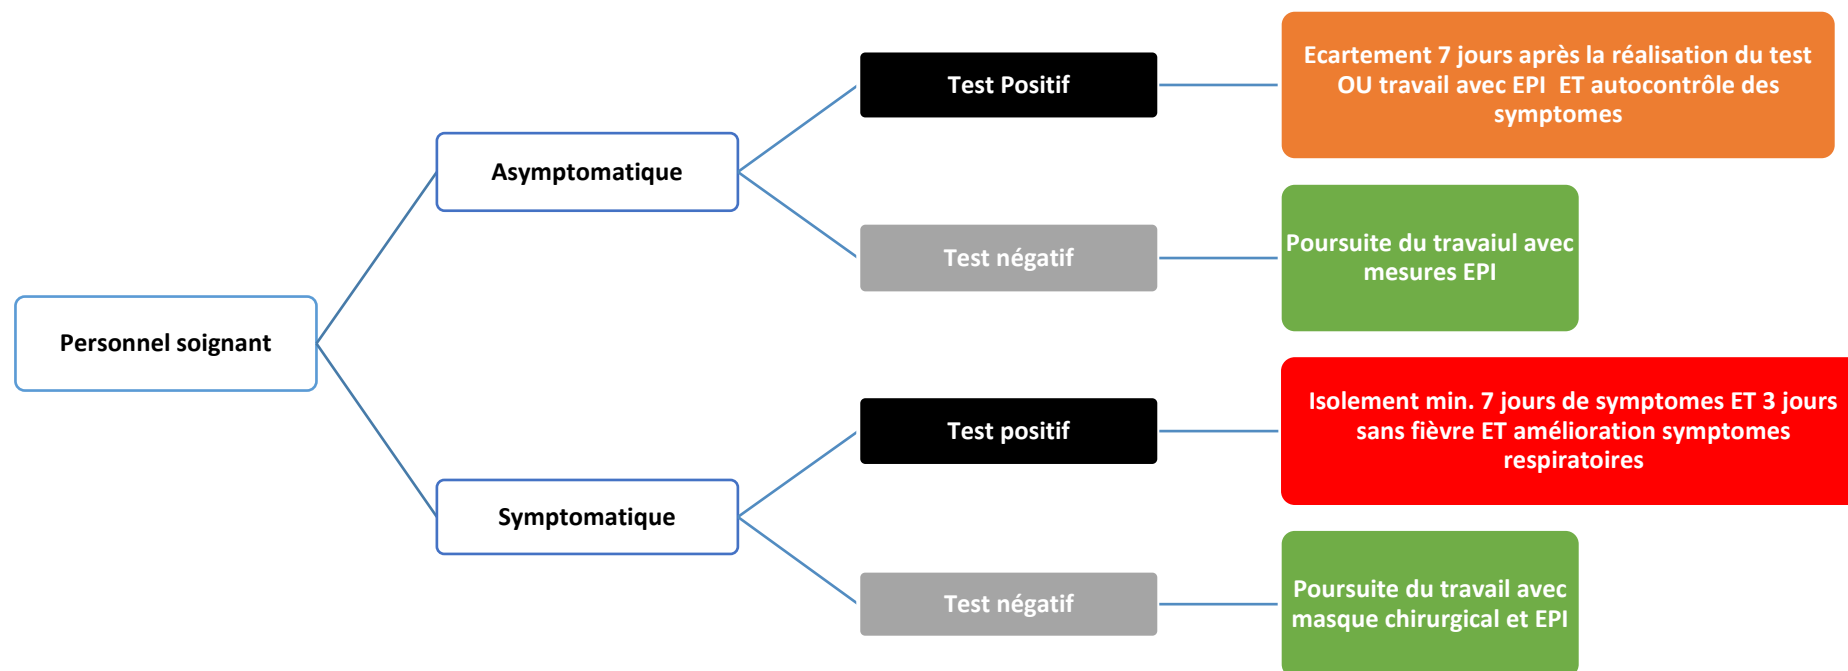 Personnel soignant
Asymptomatique
Test Positif
Ecartement 7 jours après la réalisation du test
OU travail avec EPI  ET autocontrôle des
symptomes
Test négatif
Poursuite du travaiul avec
mesures EPI
Symptomatique
Test positif
Isolement min. 7 jours de symptomes ET 3 jours
sans fièvre ET amélioration symptomes
respiratoires
Test négatif
Poursuite du travail avec
masque chirurgical et EPI